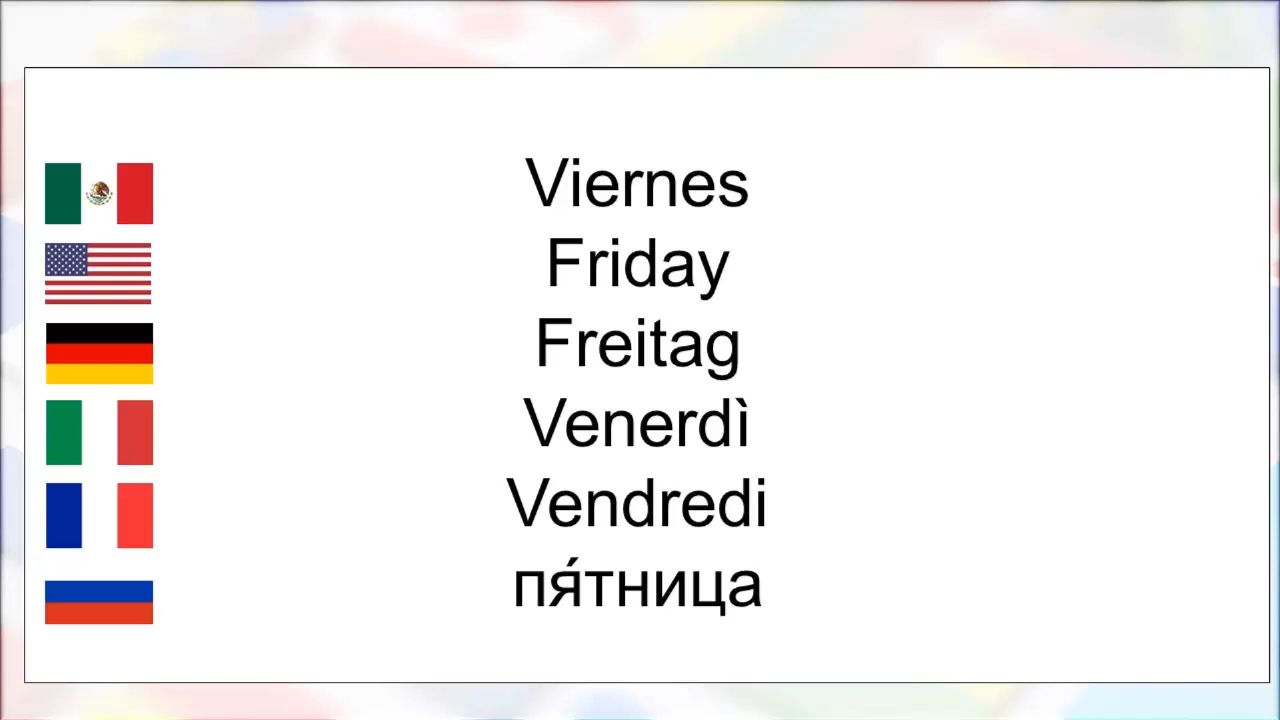 Viernes
Friday
Freitag
Venerdì
Vendredi
пя́тница